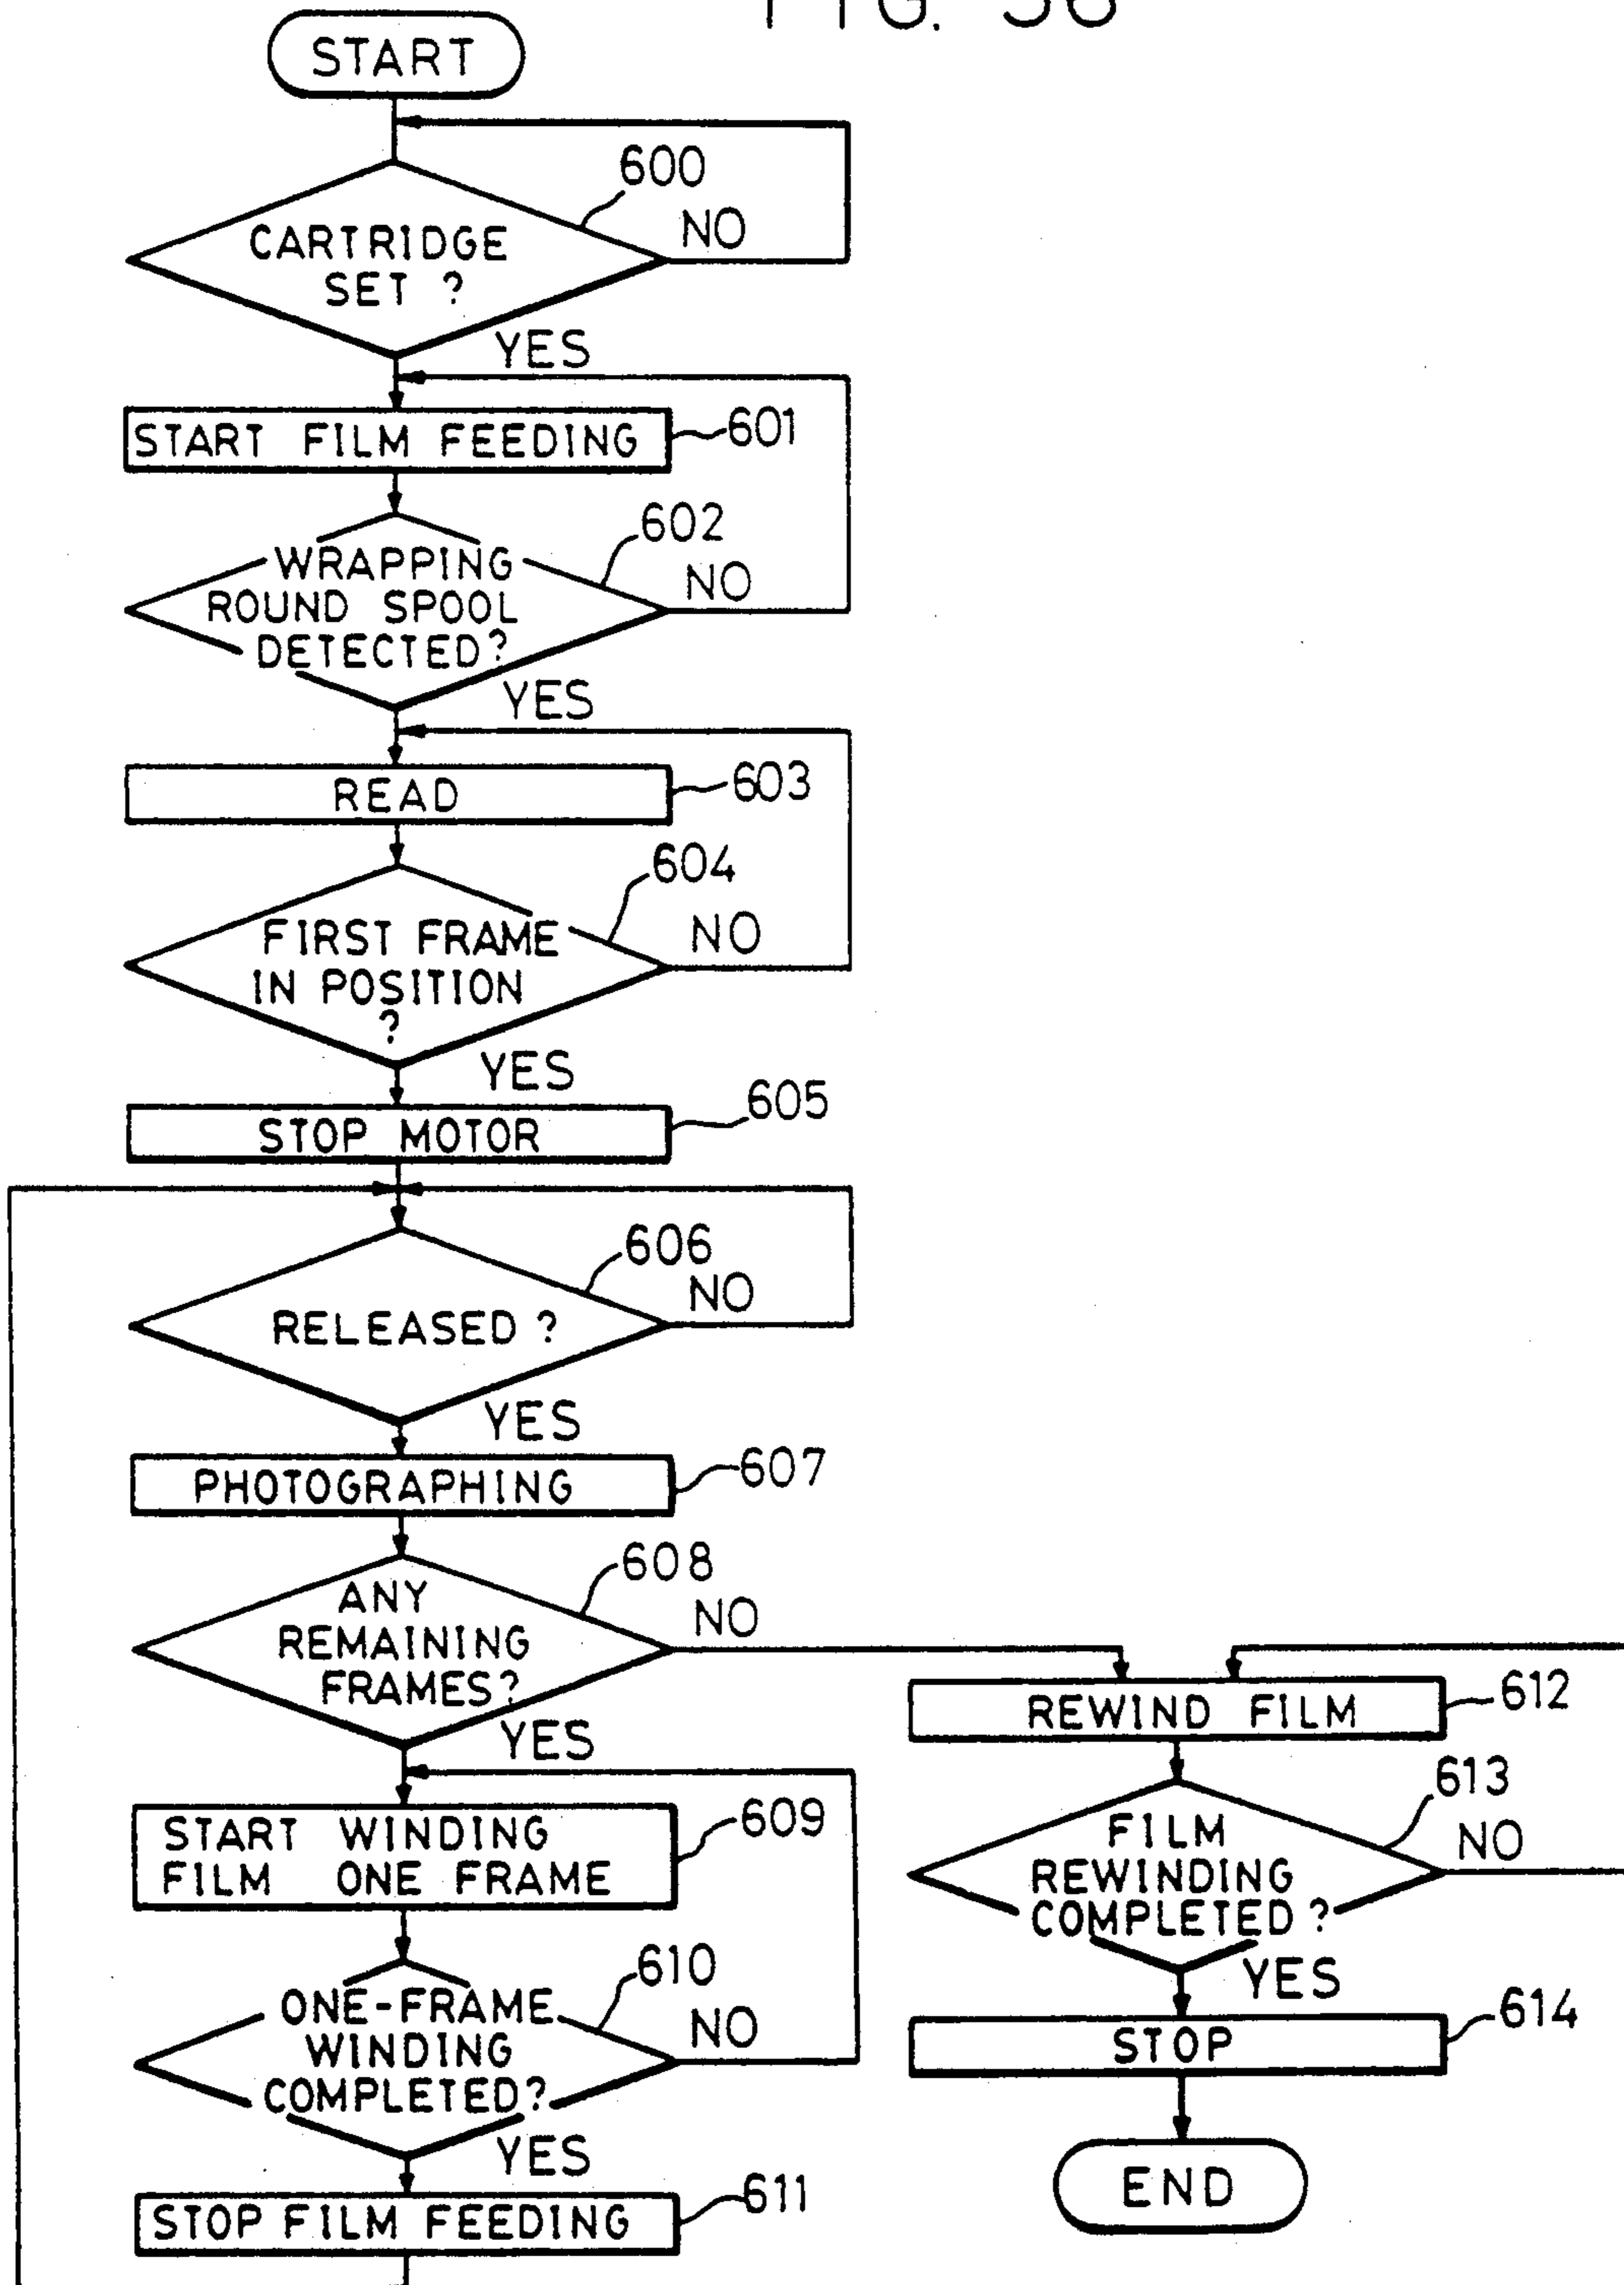 START
600
CARTRIDGE
SET ?
NO
YES
START FILM FEEDING
601
602
WRAPPING
ROUND SPOOL
DETECTED?
NO
YES
READ
603
604
FIRST FRAME
IN POSITION
?
NO
YES
STOP MOTOR
605
606
RELEASED ?
NO
YES
PHOTOGRAPHING
607
608
ANY
REMAINING
FRAMES?
NO
YES
START WINDING
FILM ONE FRAME
609
610
ONE-FRAME
WINDING
COMPLETED?
NO
YES
STOP FILM FEEDING
611
REWIND FILM
612
613
FILM
REWINDING
COMPLETED ?
NO
YES
STOP
614
END